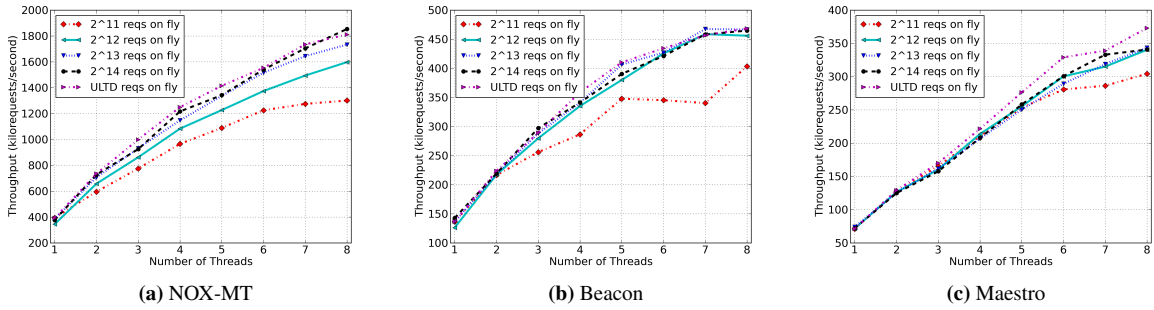 2000
1800
1600
1400
1200
1000
800
600
400
200
1 2 3 4 5 6 7 8
Throughput (kilorequests/second)
Number of Threads
2^11 reqs on fly
2^12 reqs on fly
2^13 reqs on fly
2^14 reqs on fly
ULTD reqs on fly
(a) NOX-MT
500
450
400
350
300
250
200
150
100
1 2 3 4 5 6 7 8
Throughput (kilorequests/second)
Number of Threads
2^11 reqs on fly
2^12 reqs on fly
2^13 reqs on fly
2^14 reqs on fly
ULTD reqs on fly
(b) Beacon
400
350
300
250
200
150
100
50
1 2 3 4 5 6 7 8
Throughput (kilorequests/second)
Number of Threads
2^11 reqs on fly
2^12 reqs on fly
2^13 reqs on fly
2^14 reqs on fly
ULTD reqs on fly
(c) Maestro